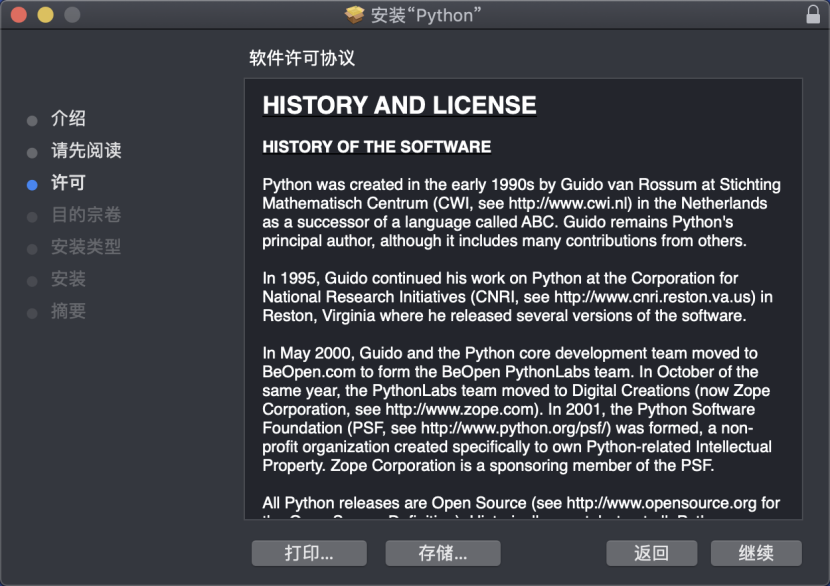 安装“Python”
软件许可协议
介绍
请先阅读
许可
目的宗卷
安装类型
安装
摘要
HISTORY AND LICENSE
HISTORY OF THE SOFTWARE
Python was created in the early 1990s by Guido van Rossum at Stichting
Mathematisch Centrum (CWI, see http://www.cwi.nl) in the Netherlands
as a successor of a language called ABC. Guido remains Python's
principal author, although it includes many contributions from others.
In 1995, Guido continued his work on Python at the Corporation for
National Research Initiatives (CNRI, see http://www.cnri.reston.va.us) in
Reston, Virginia where he released several versions of the software.
In May 2000, Guido and the Python core development team moved to
BeOpen.com to form the BeOpen PythonLabs team. In October of the
same year, the PythonLabs team moved to Digital Creations (now Zope
Corporation, see http://www.zope.com). In 2001, the Python Software
Foundation (PSF, see http://www.python.org/psf/) was formed, a non-
profit organization created specifically to own Python-related Intellectual
Property. Zope Corporation is a sponsoring member of the PSF.
All Python releases are Open Source (see http://www.opensource.org for
打印...
存储...
返回
继续